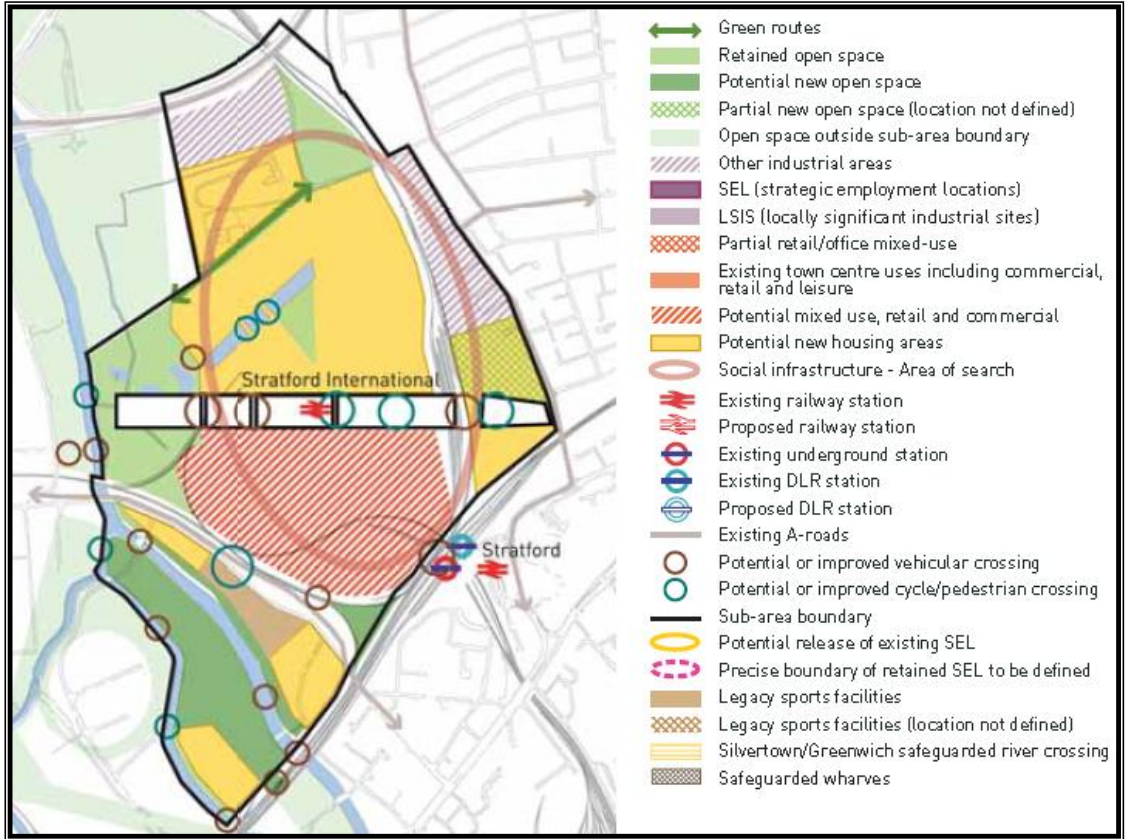 Stratford International
Stratford
Green routes
Retained open space
Potential new open space
Partial new open space (location not defined)
Open space outside sub-area boundary
Other industrial areas
SEL (strategic employment locations)
LSIS (locally significant industrial sites)
Partial retail/office mixed-use
Existing town centre uses including commercial,
retail and leisure
Potential mixed use, retail and commercial
Potential new housing areas
Social infrastructure - Area of search
Existing railway station
Proposed railway station
Existing underground station
Existing DLR station
Proposed DLR station
Existing A-roads
Potential or improved vehicular crossing
Potential or improved cycle/pedestrian crossing
Sub-area boundary
Potential release of existing SEL
Precise boundary of retained SEL to be defined
Legacy sports facilities
Legacy sports facilities (location not defined)
Silvertown/Greenwich safeguarded river crossing
Safeguarded wharves